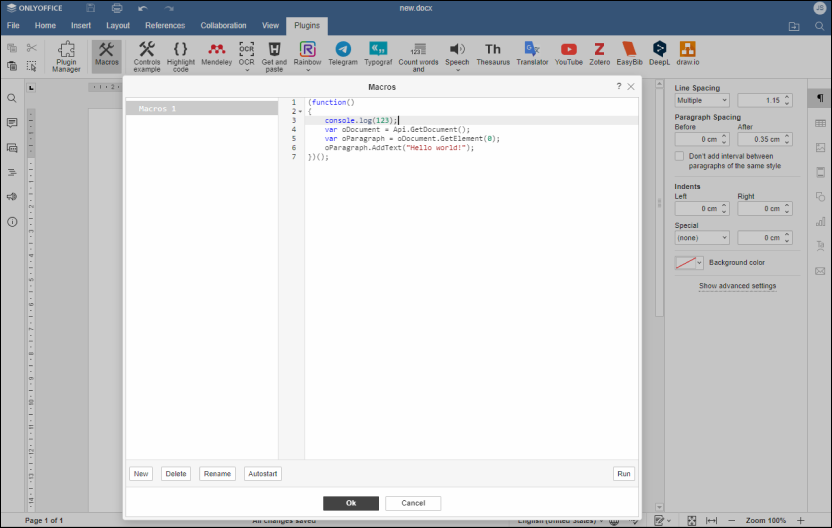 ONLYOFFICE
new.docx
JS
File Home Insert Layout References Collaboration View Plugins
Plugin Manager
Macros
Controls example
Highlight code
Mendeley
OCR
OCR
Get and paste
Rainbow
Telegram
Typograf
123
Count words and
Speech
Th
Thesaurus
Translator
YouTube
Z
Zotero
EasyBib
DeepL
draw.io
Macros
? ×
Macros 1
1 (function()
2 {
3 console.log(123);
4 var oDocument = Api.GetDocument();
5 var oParagraph = oDocument.GetElement(0);
6 oParagraph.AddText("Hello world!");
7 })();
New Delete Rename Autostart Run
Ok Cancel
Line Spacing
Multiple 1.15
Paragraph Spacing
Before After
0 cm 0.35 cm
Don't add interval between
paragraphs of the same style
Indents
Left Right
0 cm 0 cm
Special
(none) 0 cm
Background color
Show advanced settings
Page 1 of 1 All changes saved English (United States) Zoom 100%